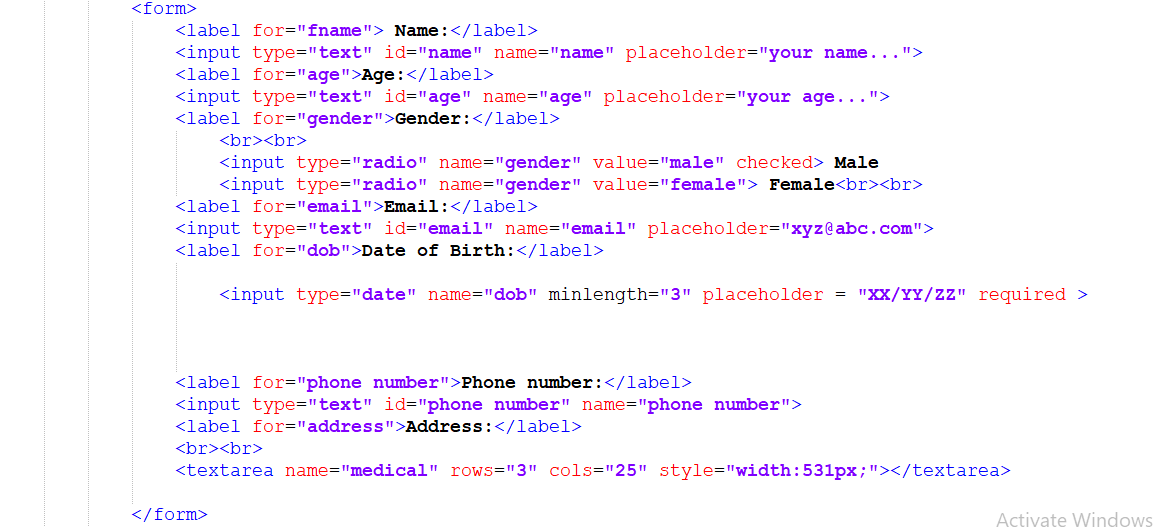 <form>
<label for="fname"> Name:</label>
<input type="text" id="name" name="name" placeholder="your name...">
<label for="age">Age:</label>
<input type="text" id="age" name="age" placeholder="your age...">
<label for="gender">Gender:</label>
<br><br>
<input type="radio" name="gender" value="male" checked> Male
<input type="radio" name="gender" value="female"> Female<br><br>
<label for="email">Email:</label>
<input type="text" id="email" name="email" placeholder="xyz@abc.com">
<label for="dob">Date of Birth:</label>
<input type="date" name="dob" minlength="3" placeholder = "XX/YY/ZZ" required >
<label for="phone number">Phone number:</label>
<input type="text" id="phone number" name="phone number">
<label for="address">Address:</label>
<br><br>
<textarea name="medical" rows="3" cols="25" style="width:531px;"></textarea>
</form>
Activate Windows